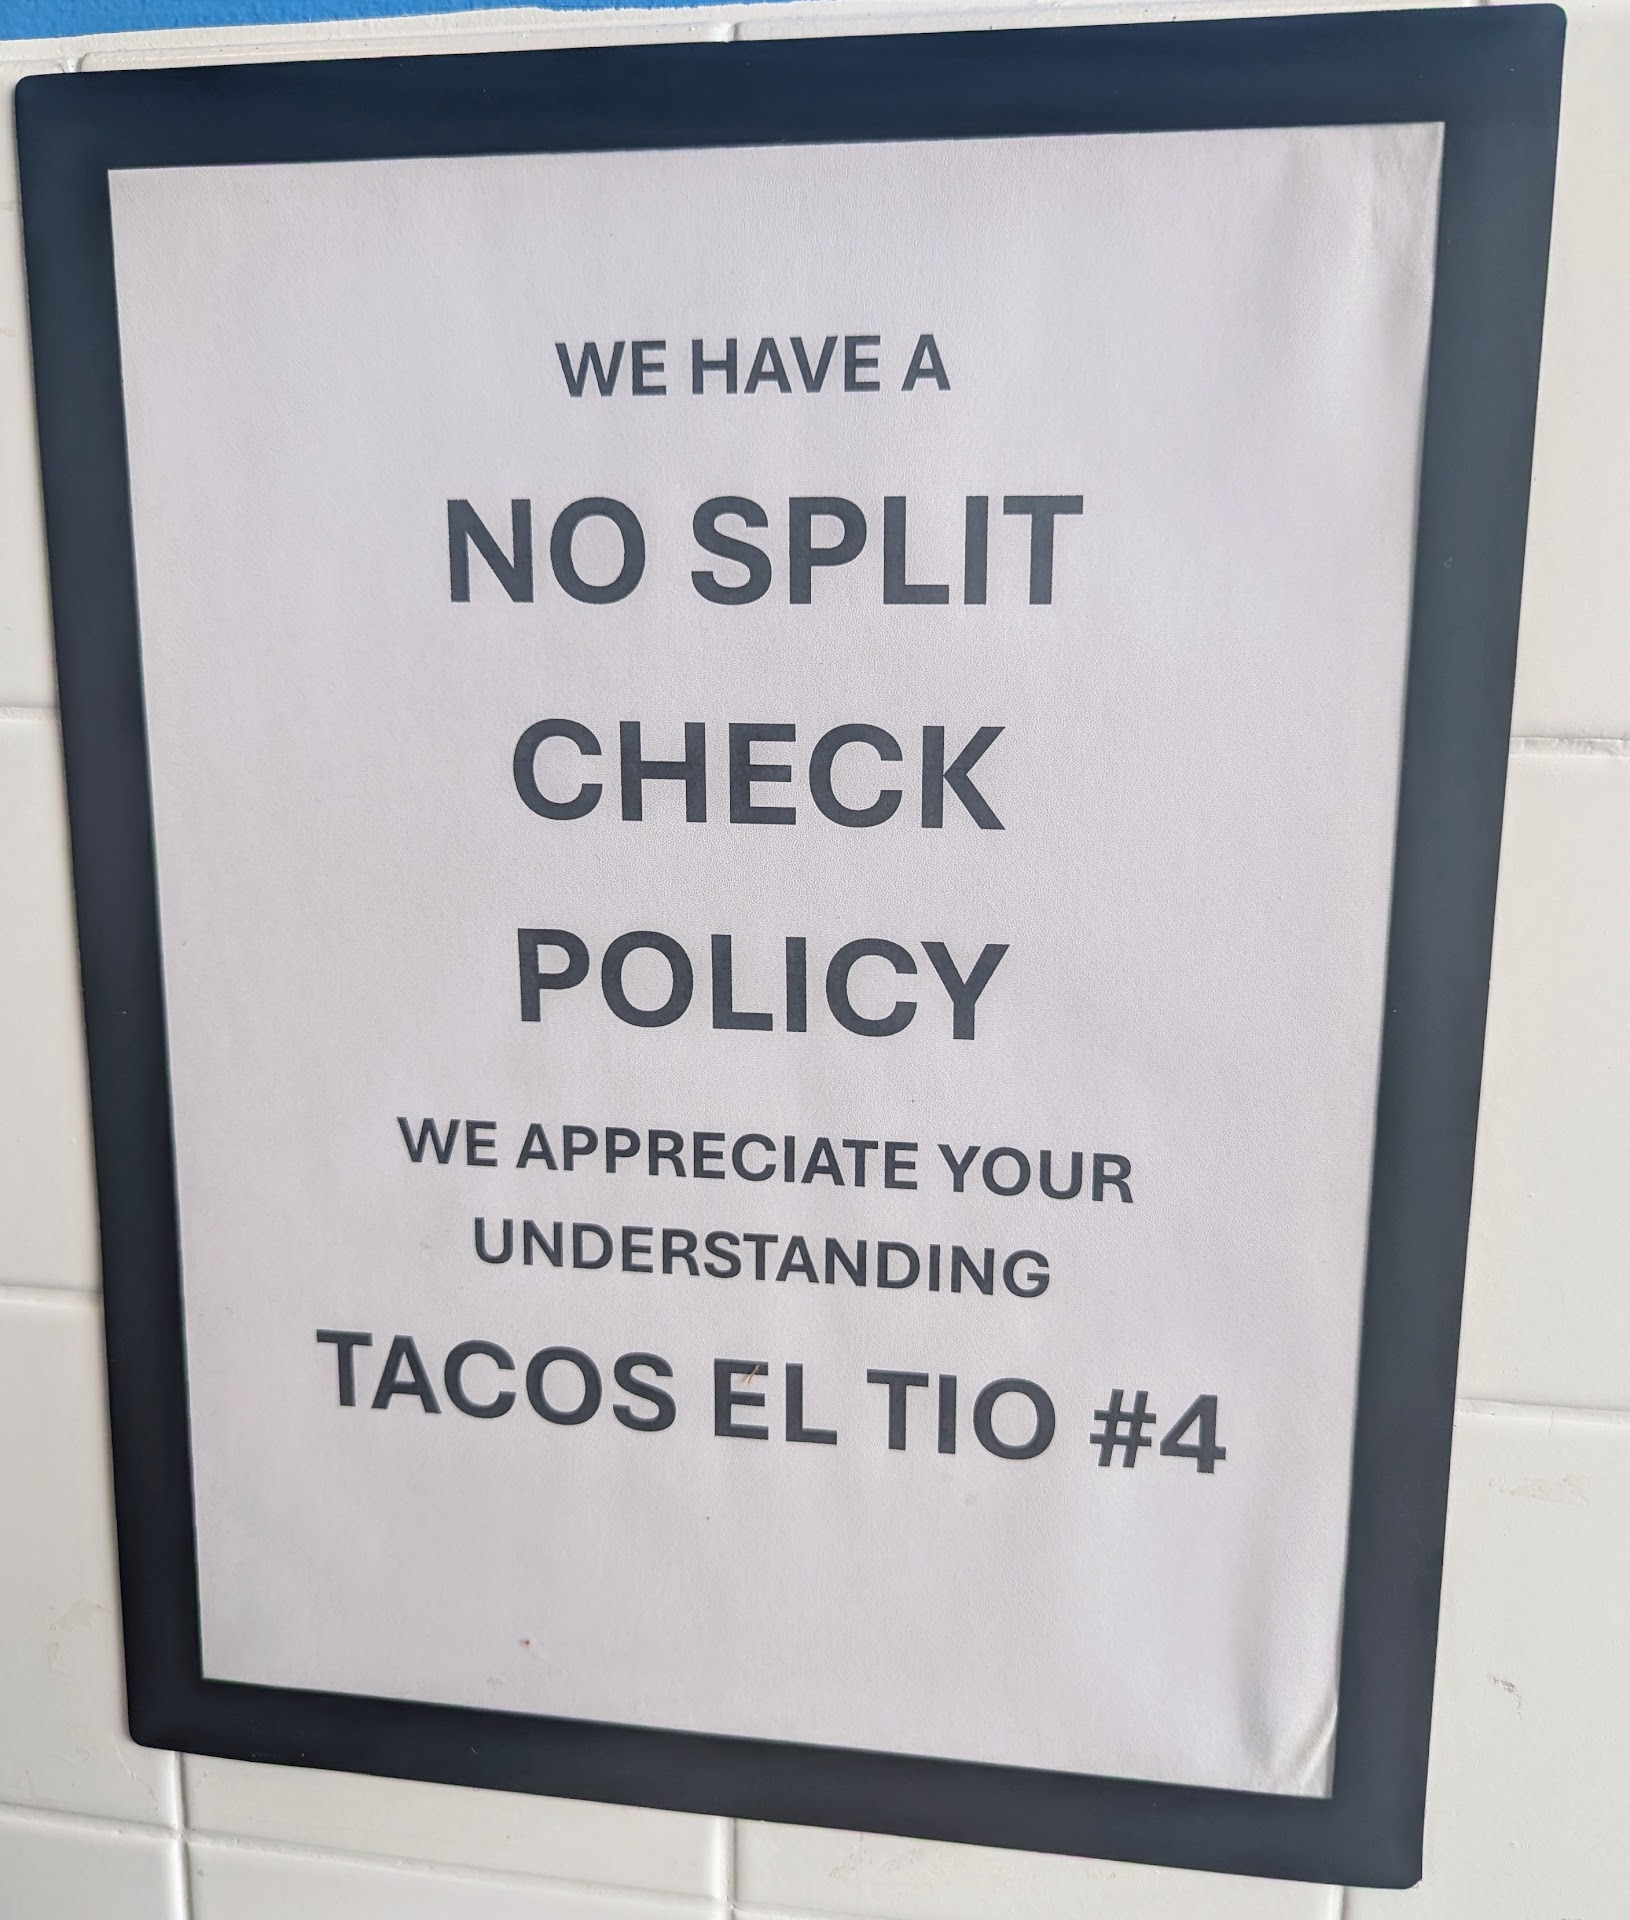 WE HAVE A
NO SPLIT
CHECK
POLICY
WE APPRECIATE YOUR
UNDERSTANDING
TACOS EL TIO #4